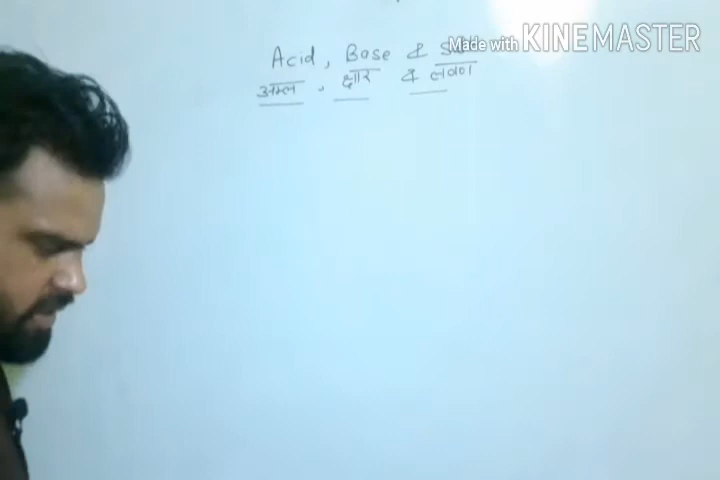 Acid, Base &
अम्ल, क्षार व लवण
Made with KINEMASTER